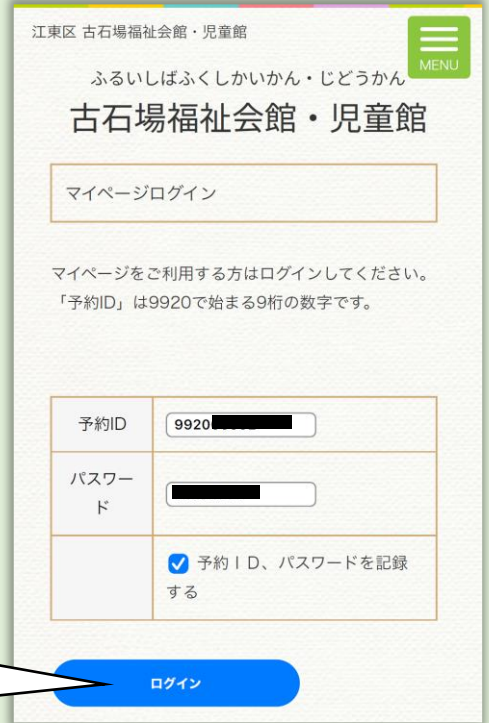 江東区 古石場福祉会館・児童館
MENU
ふるいしばふくしかいかん・じどうかん
古石場福祉会館・児童館
マイページログイン
マイページをご利用する方はログインしてください。
「予約ID」は9920で始まる9桁の数字です。
予約ID
9920
パスワー
ド
予約ＩＤ、パスワードを記録
する
ログイン